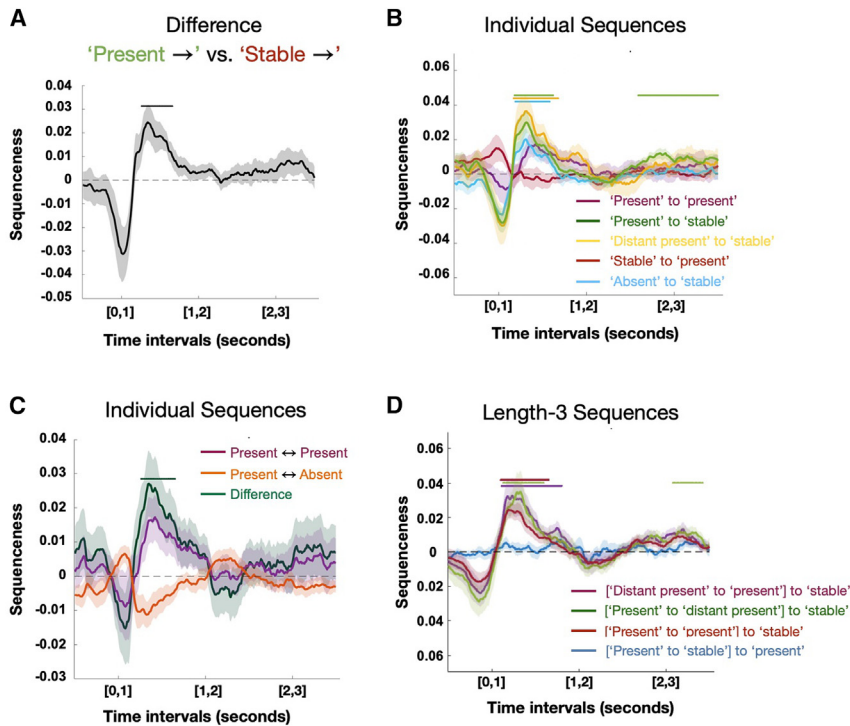 A
Difference
‘Present →’ vs. ‘Stable →’
Sequenceness
0.04
0.03
0.02
0.01
0
-0.01
-0.02
-0.03
-0.04
-0.05
[0,1]
[1,2]
[2,3]
Time intervals (seconds)
B
Individual Sequences
Sequenceness
0.06
0.04
0.02
0
-0.02
-0.04
-0.06
‘Present’ to ‘present’
‘Present’ to ‘stable’
‘Distant present’ to ‘stable’
‘Stable’ to ‘present’
‘Absent’ to ‘stable’
[0,1]
[1,2]
[2,3]
Time intervals (seconds)
C
Individual Sequences
Sequenceness
0.04
0.03
0.02
0.01
0
-0.01
-0.02
-0.03
Present ↔ Present
Present ↔ Absent
Difference
[0,1]
[1,2]
[2,3]
Time intervals (seconds)
D
Length-3 Sequences
Sequenceness
0.06
0.04
0.02
0
0.02
0.04
0.06
[‘Distant present’ to ‘present’] to ‘stable’
[‘Present’ to ‘distant present’] to ‘stable’
[‘Present’ to ‘present’] to ‘stable’
[‘Present’ to ‘stable’] to ‘present’
[0,1]
[1,2]
[2,3]
Time intervals (seconds)